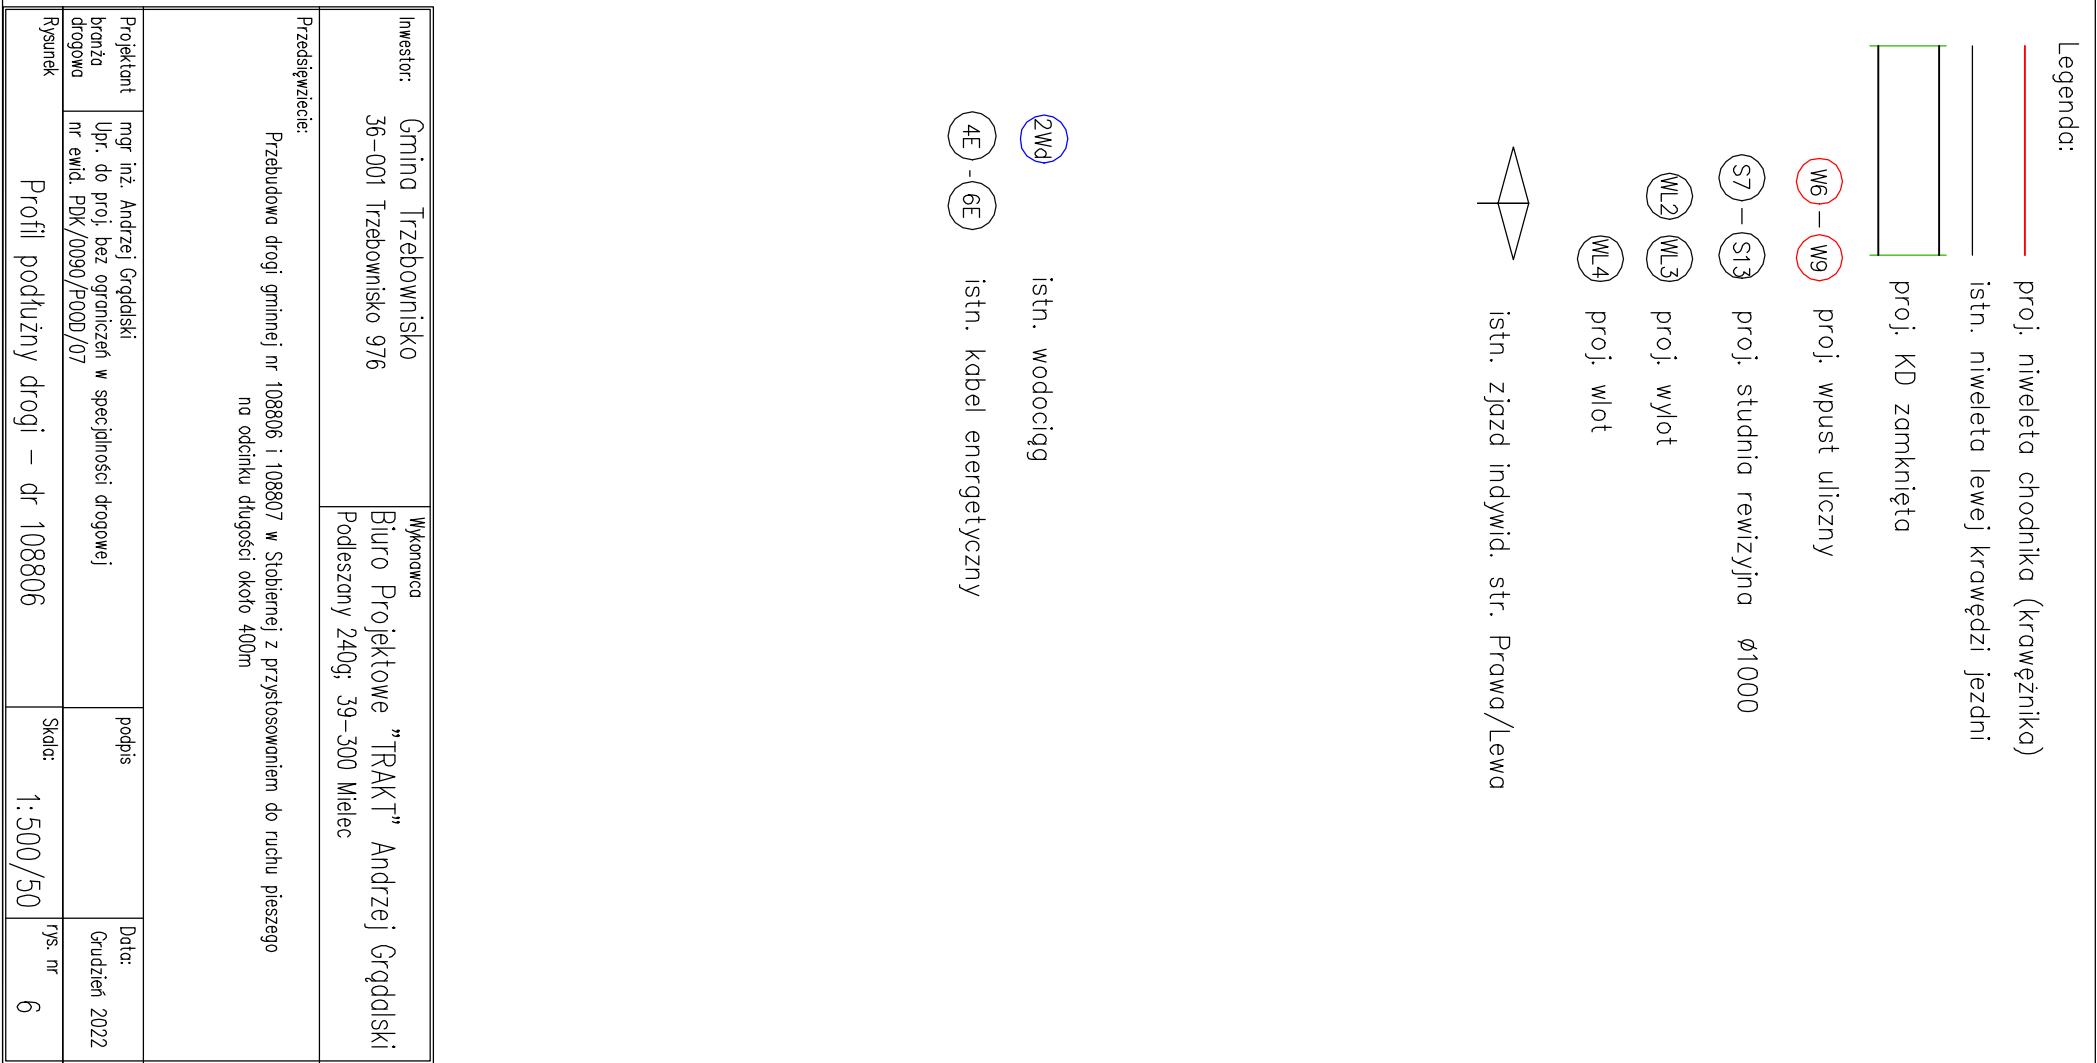 Legenda:
proj. niweleta chodnika (krawężnika)
istn. niweleta lewej krawędzi jezdni
proj. KD zamknięta
W6 – W9 proj. wpust uliczny
S7 – S13 proj. studnia rewizyjna ø1000
WL2 WL3 proj. wylot
WL4 proj. wlot
istn. zjazd indywid. str. Prawa/Lewa
2Wd istn. wodociąg
4E - 6E istn. kabel energetyczny
Inwestor: Gmina Trzebownisko
36-001 Trzebownisko 976
Wykonawca
Biuro Projektowe "TRAKT" Andrzej Grądalski
Podleszany 240g; 39-300 Mielec
Przedsięwziecie:
Przebudowa drogi gminnej nr 108806 i 108807 w Stobiernej z przystosowaniem do ruchu pieszego
na odcinku długości około 400m
Projektant
branża
drogowa
mgr inż. Andrzej Grądalski
Upr. do proj. bez ograniczeń w specjalności drogowej
nr ewid. PDK/0090/POOD/07
podpis
Data:
Grudzień 2022
Rysunek
Profil podłużny drogi – dr 108806
Skala:
1:500/50
rys. nr
6